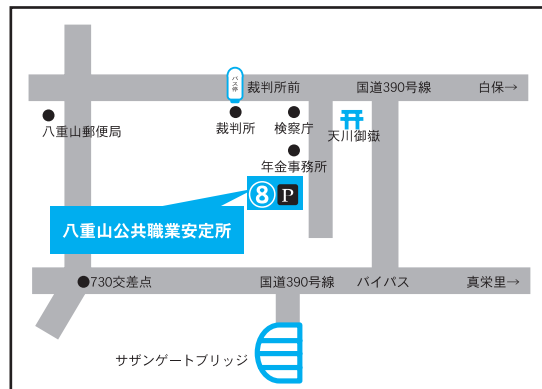 バス停
裁判所前
国道390号線
白保→
八重山郵便局
裁判所
検察庁
天川御嶽
年金事務所
⑧ P
八重山公共職業安定所
730交差点
国道390号線
バイパス
真栄里→
サザンゲートブリッジ